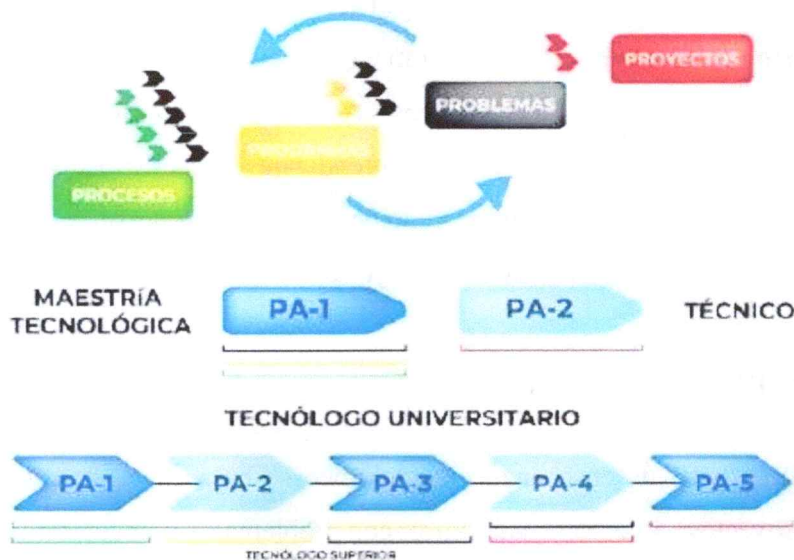 PROYECTOS
PROBLEMAS
PROCESOS
MAESTRÍA
TECNOLÓGICA
PA-1
PA-2
TÉCNICO
TECNÓLOGO UNIVERSITARIO
PA-1
PA-2
PA-3
PA-4
PA-5
TECNÓLOGO SUPERIOR